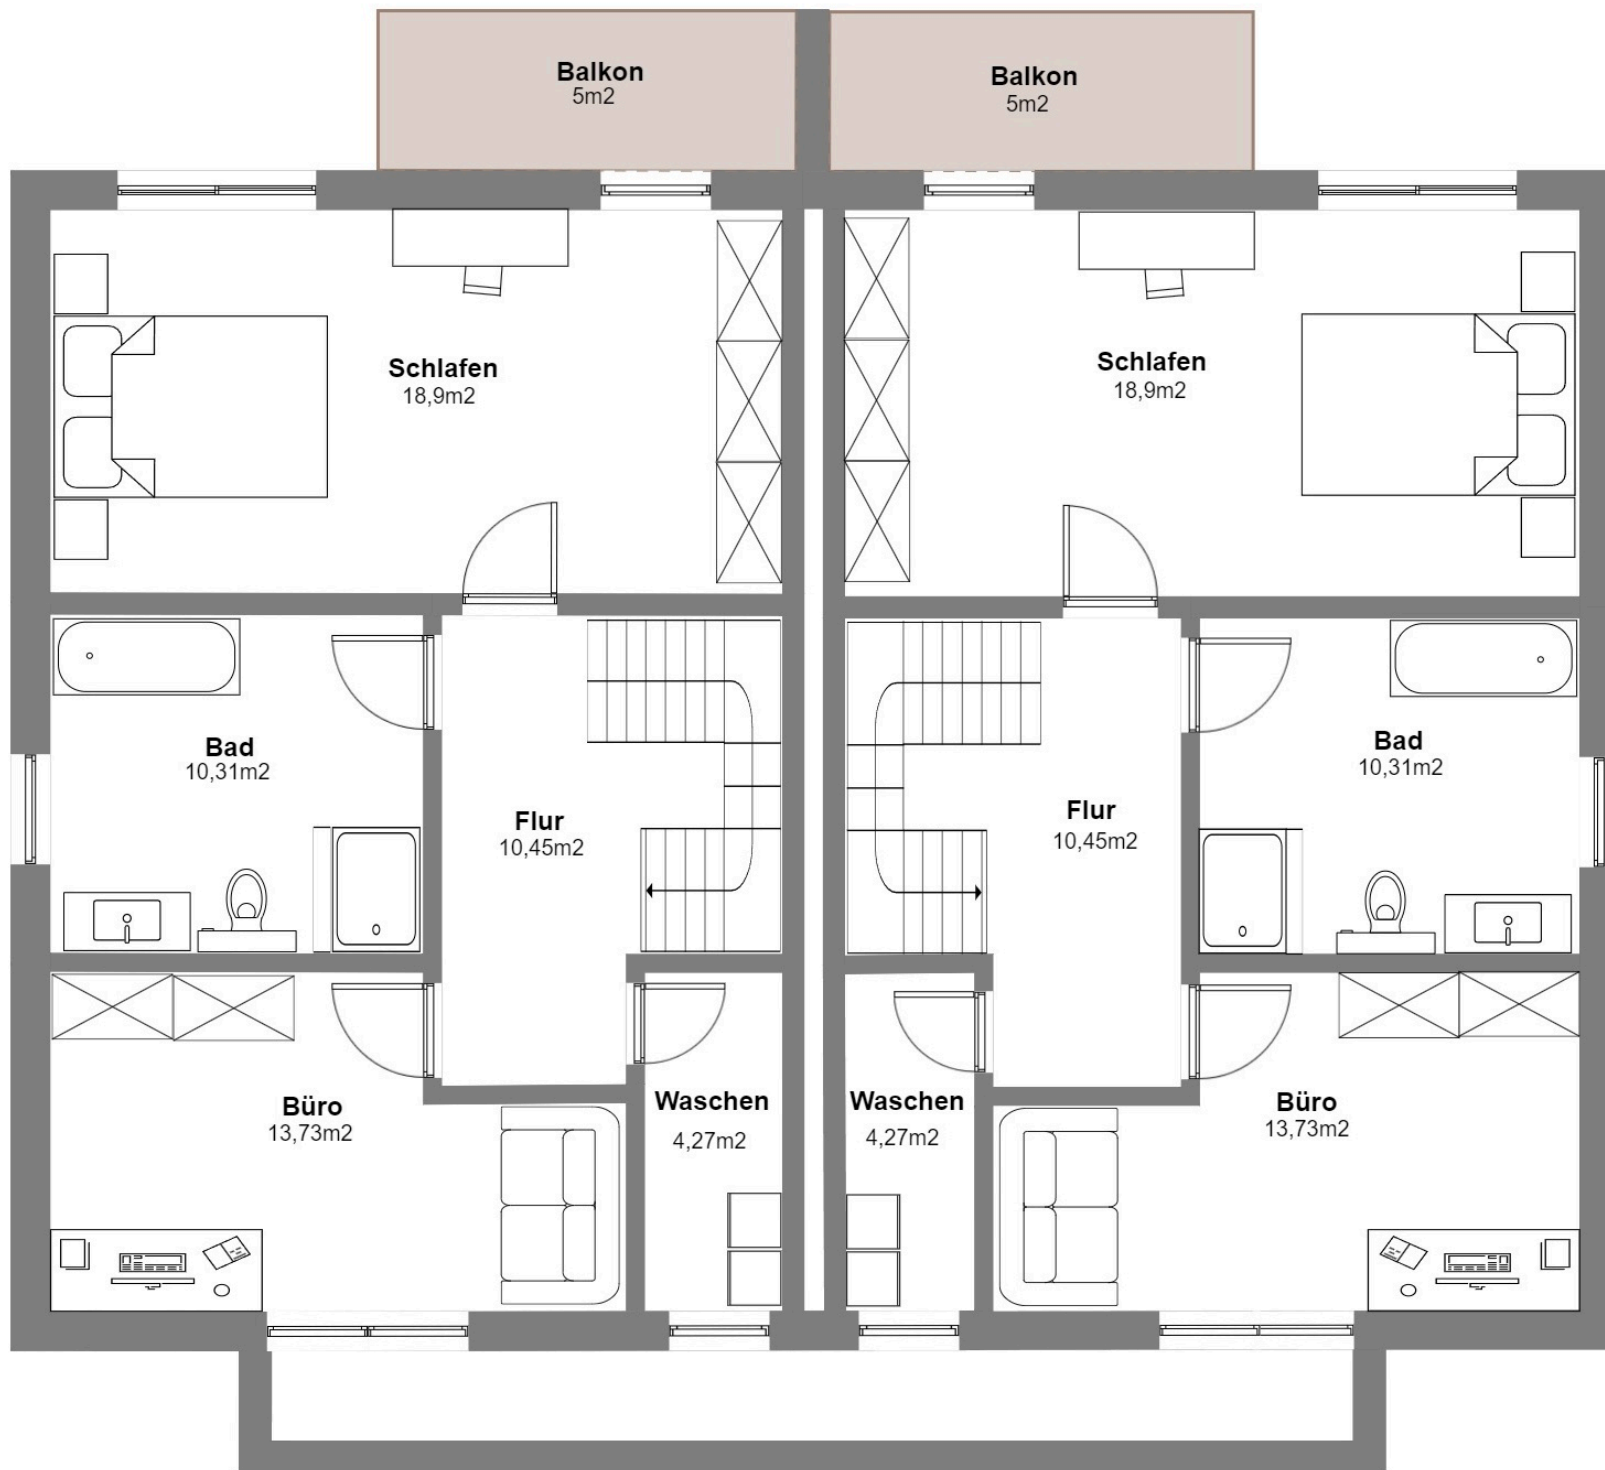 Balkon
5m2
Balkon
5m2
Schlafen
18,9m2
Schlafen
18,9m2
Bad
10,31m2
Flur
10,45m2
Flur
10,45m2
Bad
10,31m2
Büro
13,73m2
Waschen
4,27m2
Waschen
4,27m2
Büro
13,73m2